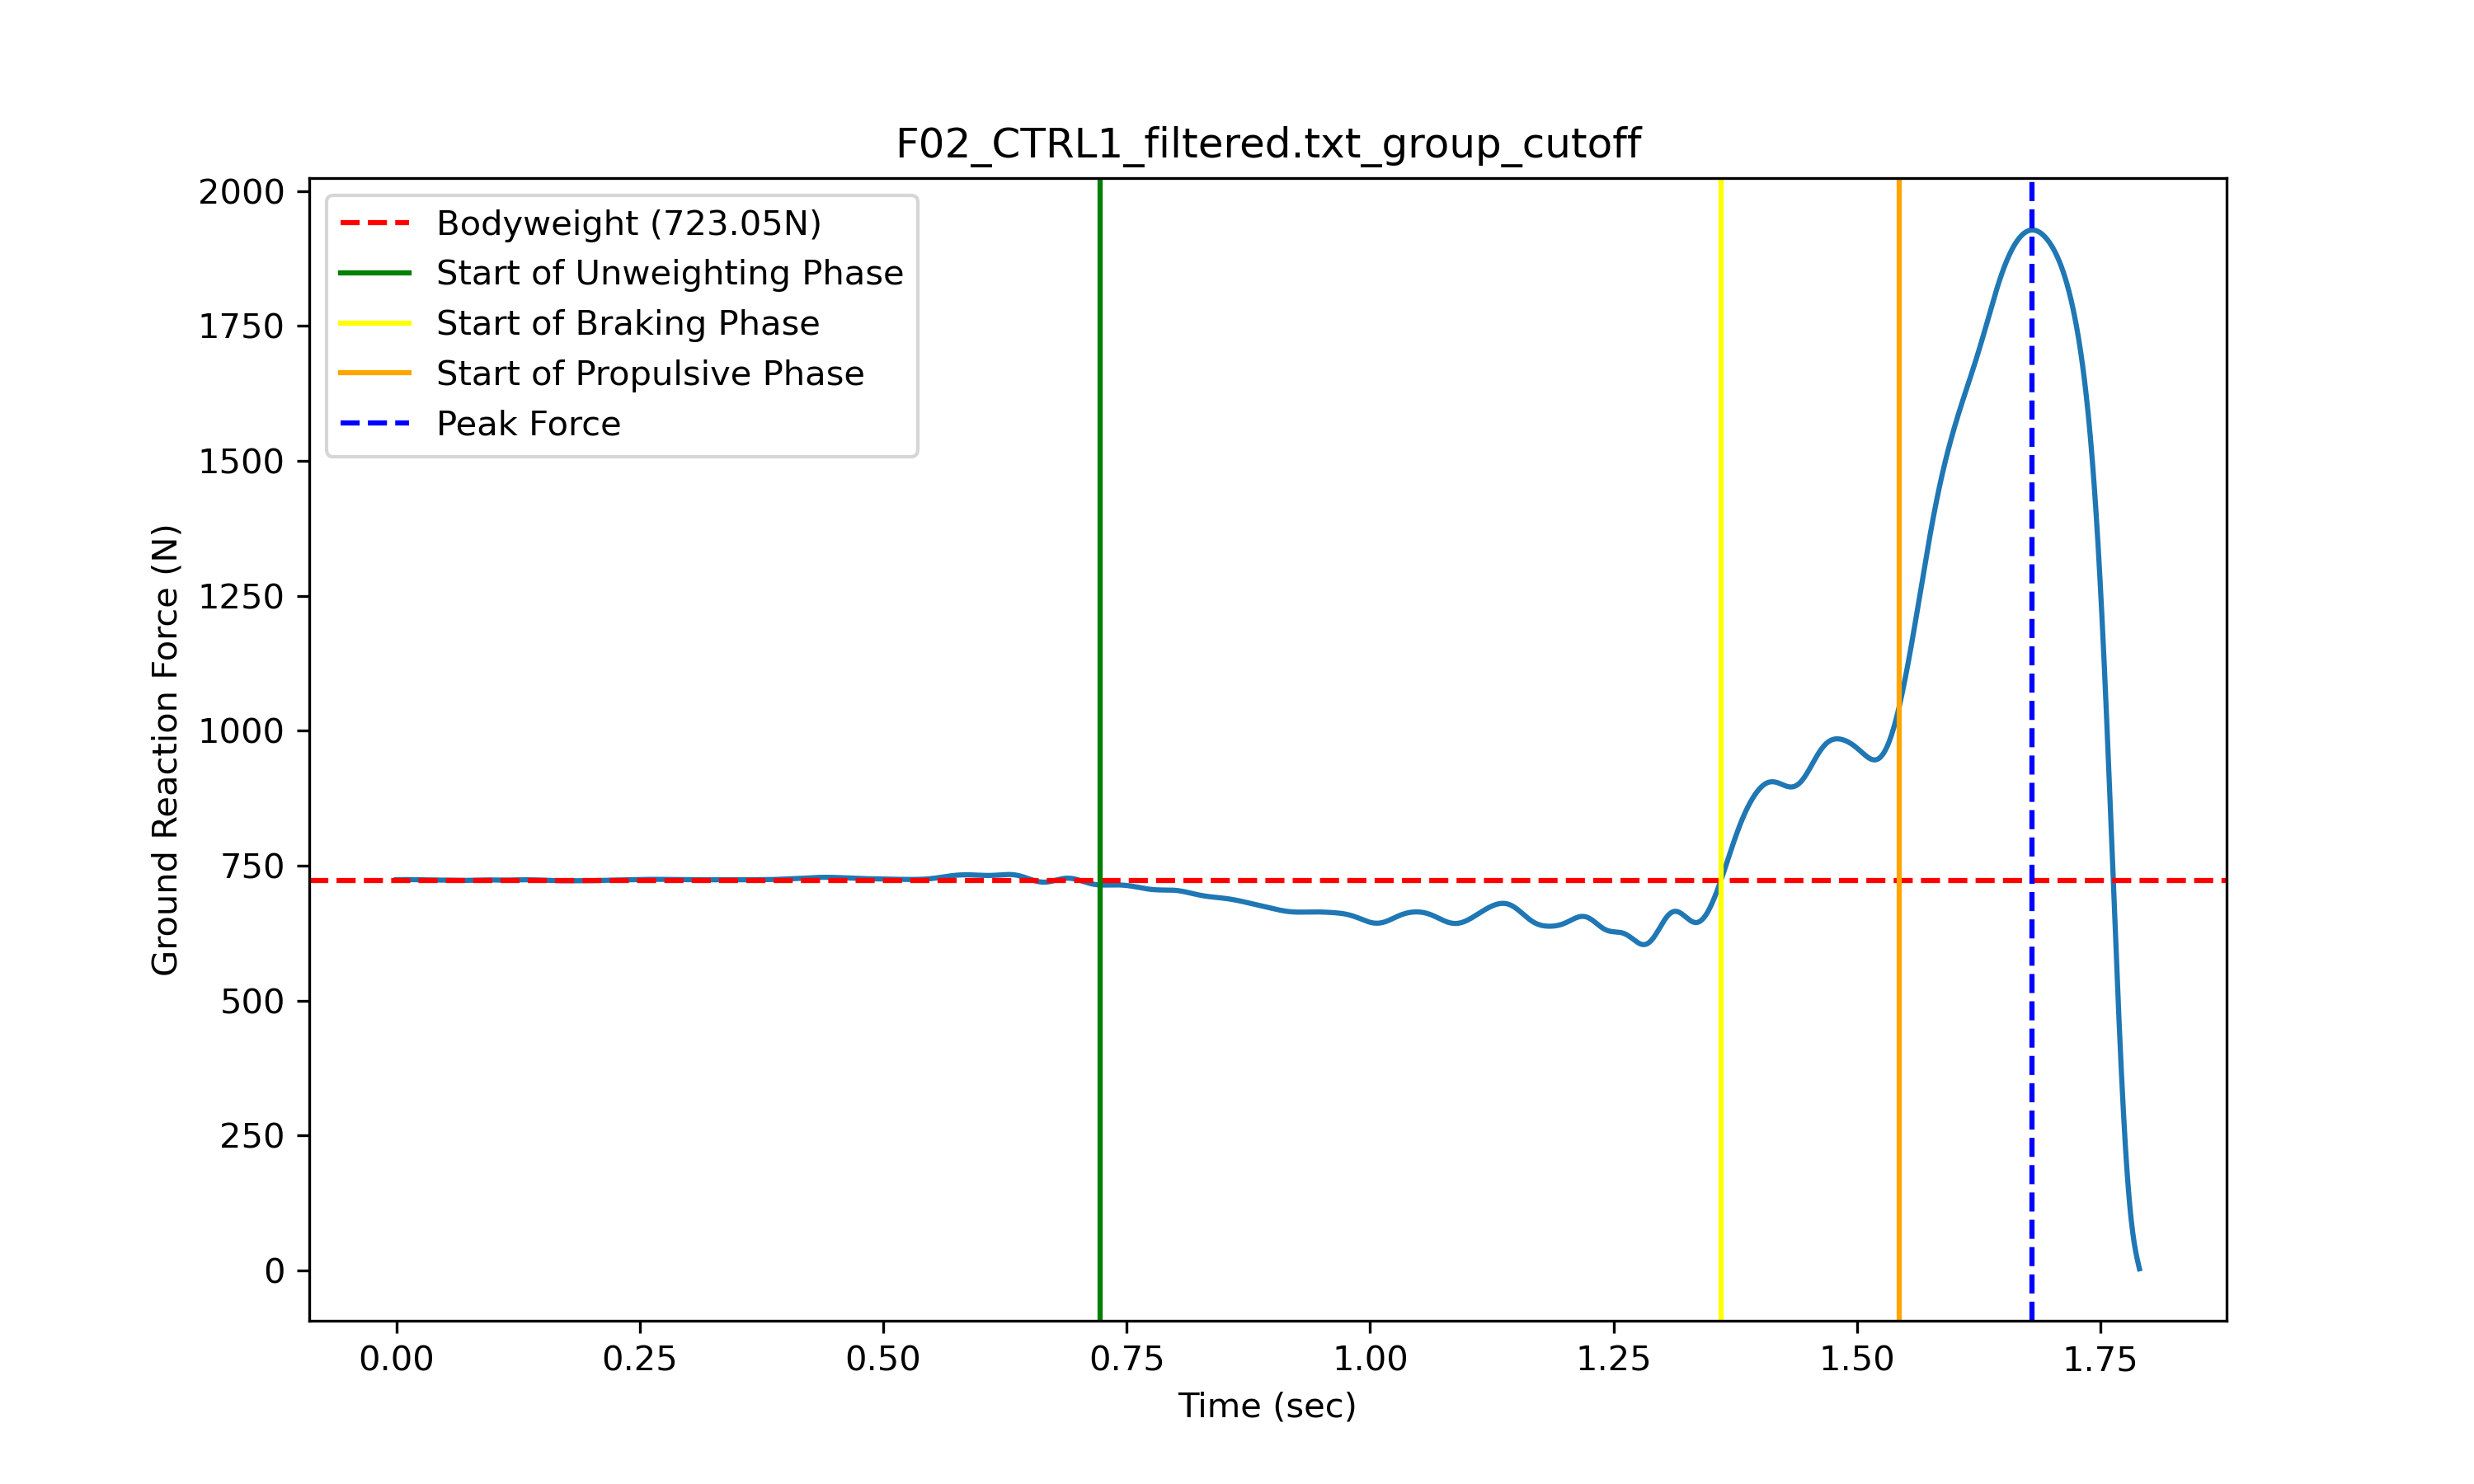 F02_CTRL1_filtered.txt_group_cutoff
2000
1750
1500
1250
1000
750
500
250
0
Ground Reaction Force (N)
Bodyweight (723.05N)
Start of Unweighting Phase
Start of Braking Phase
Start of Propulsive Phase
Peak Force
0.00 0.25 0.50 0.75 1.00 1.25 1.50 1.75
Time (sec)